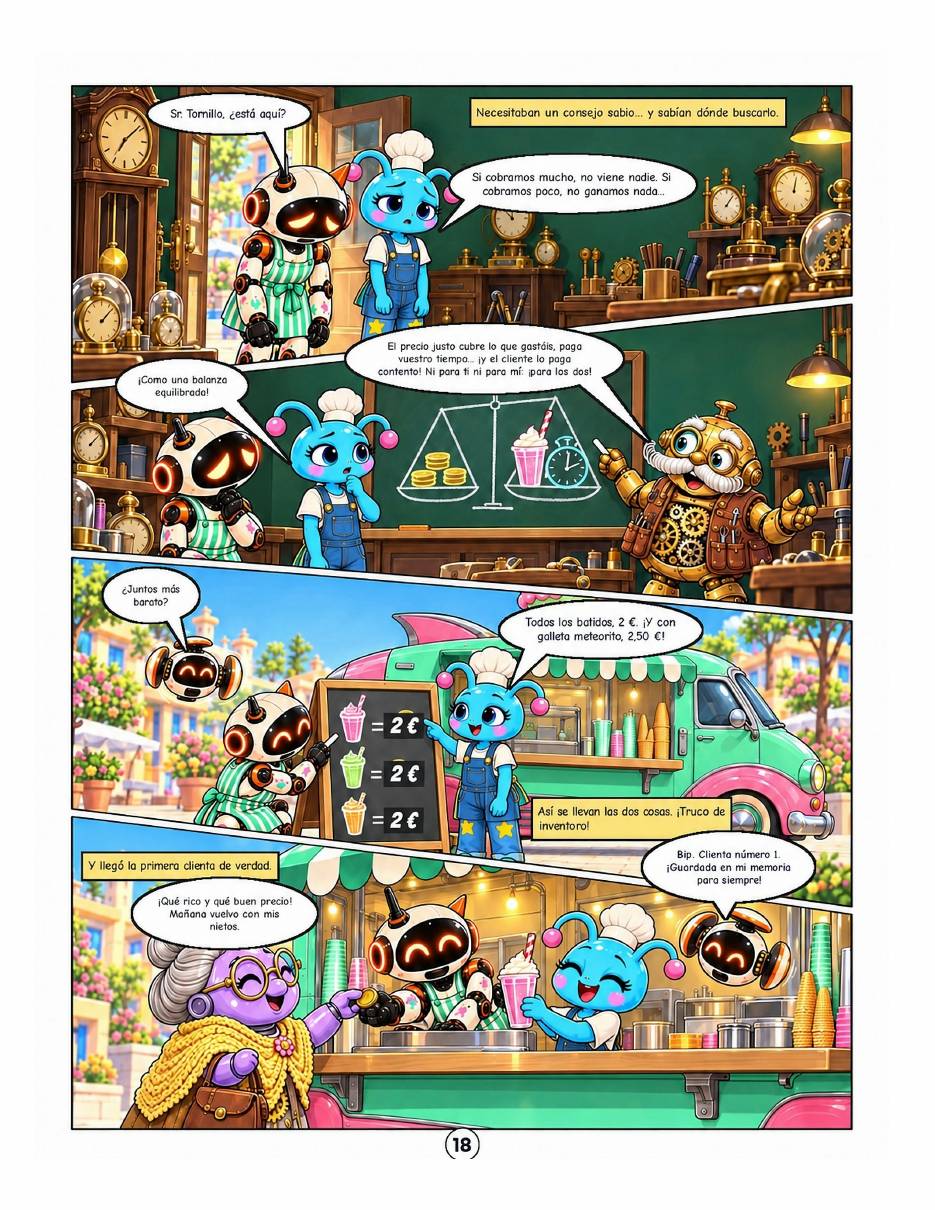 Sr. Tornillo, ¿está aquí?
Necesitaban un consejo sabio... y sabían dónde buscarlo.
Si cobramos mucho, no viene nadie. Si
cobramos poco, no ganamos nada...
El precio justo cubre lo que gastáis, paga
vuestro tiempo... ¡y el cliente lo paga
contento! Ni para ti ni para mí: ¡para los dos!
¡Como una balanza
equilibrada!
¿Juntos más
barato?
Todos los batidos, 2 €. ¡Y con
galleta meteorito, 2,50 €!
= 2 €
= 2 €
= 2 €
Así se llevan las dos cosas. ¡Truco de
inventoro!
Y llegó la primera clienta de verdad.
Bip. Clienta número 1.
¡Guardada en mi memoria
para siempre!
¡Qué rico y qué buen precio!
Mañana vuelvo con mis
nietos.
18